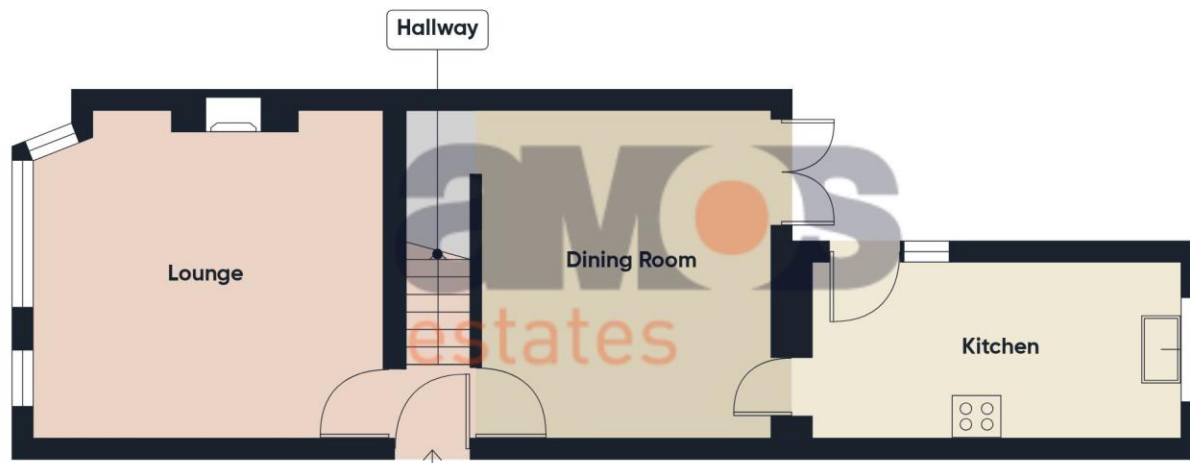 Hallway
amos
Dining Room
Lounge
estates
Kitchen